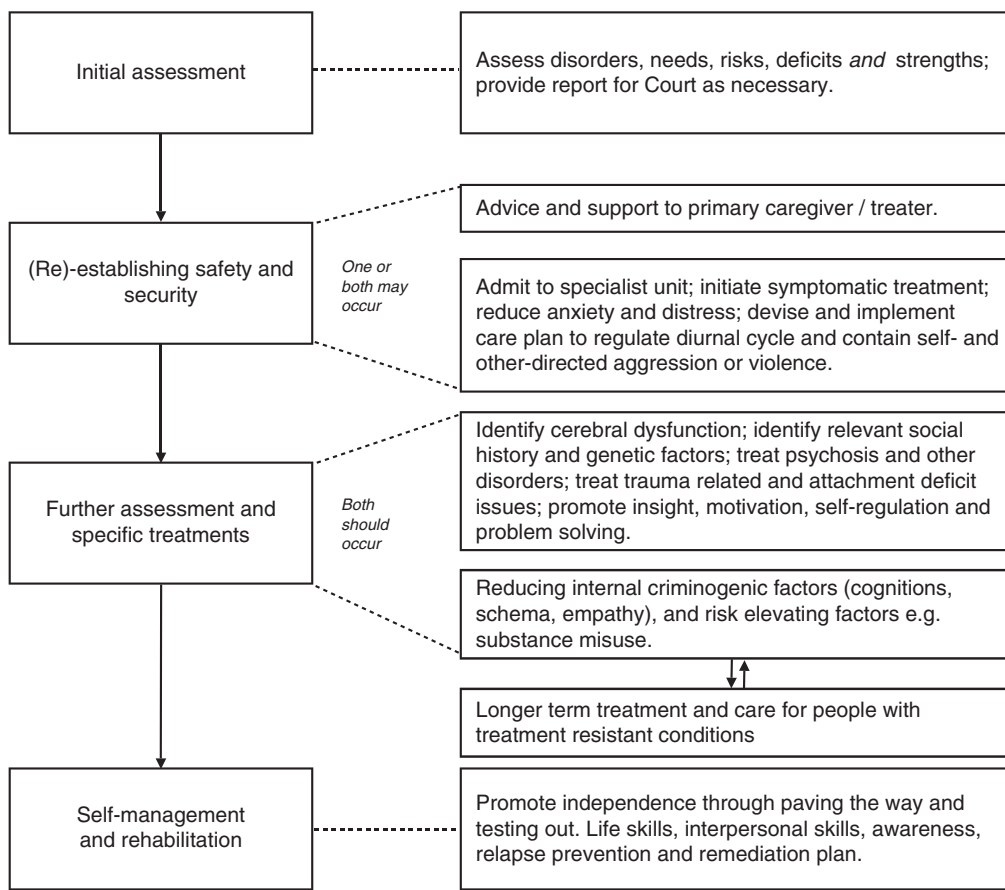 Initial assessment
Assess disorders, needs, risks, deficits and strengths;
provide report for Court as necessary.
(Re)-establishing safety and
security
One or
both may
occur
Advice and support to primary caregiver / treater.
Admit to specialist unit; initiate symptomatic treatment;
reduce anxiety and distress; devise and implement
care plan to regulate diurnal cycle and contain self- and
other-directed aggression or violence.
Further assessment and
specific treatments
Both
should
occur
Identify cerebral dysfunction; identify relevant social
history and genetic factors; treat psychosis and other
disorders; treat trauma related and attachment deficit
issues; promote insight, motivation, self-regulation and
problem solving.
Reducing internal criminogenic factors (cognitions,
schema, empathy), and risk elevating factors e.g.
substance misuse.
Longer term treatment and care for people with
treatment resistant conditions
Self-management
and rehabilitation
Promote independence through paving the way and
testing out. Life skills, interpersonal skills, awareness,
relapse prevention and remediation plan.